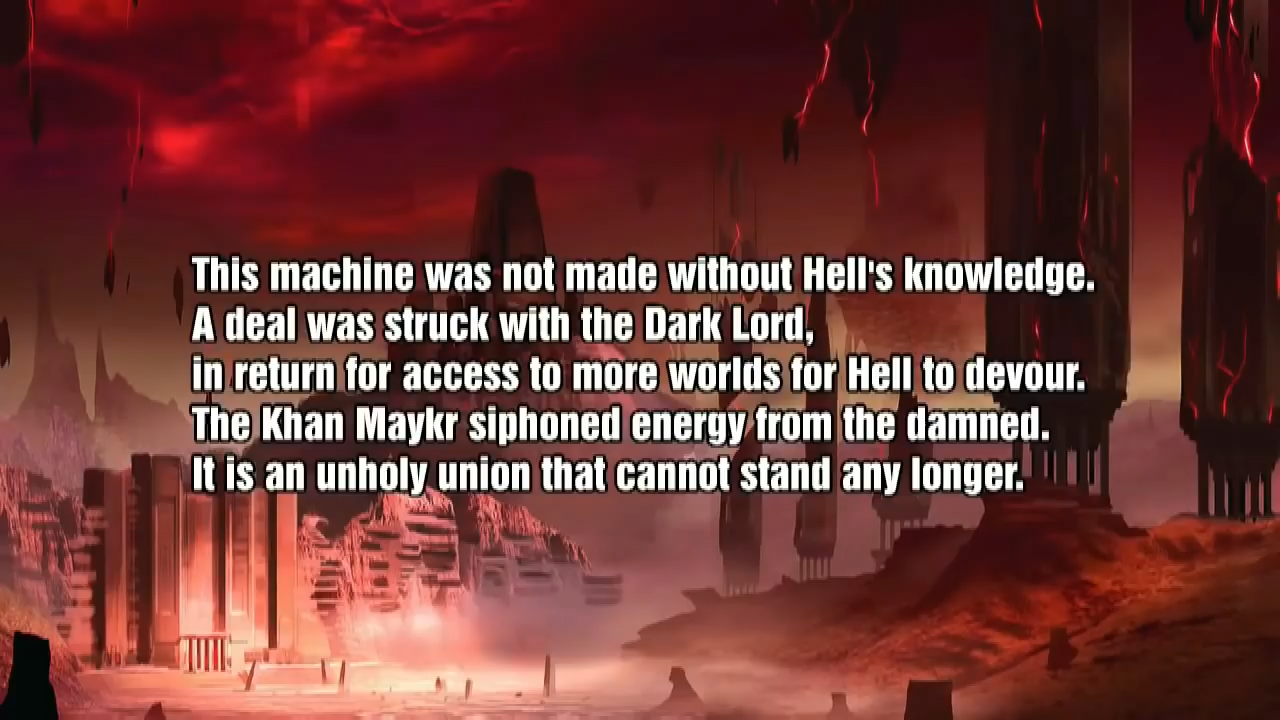 This machine was not made without Hell's knowledge.
A deal was struck with the Dark Lord,
in return for access to more worlds for Hell to devour.
The Khan Maykr siphoned energy from the damned.
It is an unholy union that cannot stand any longer.